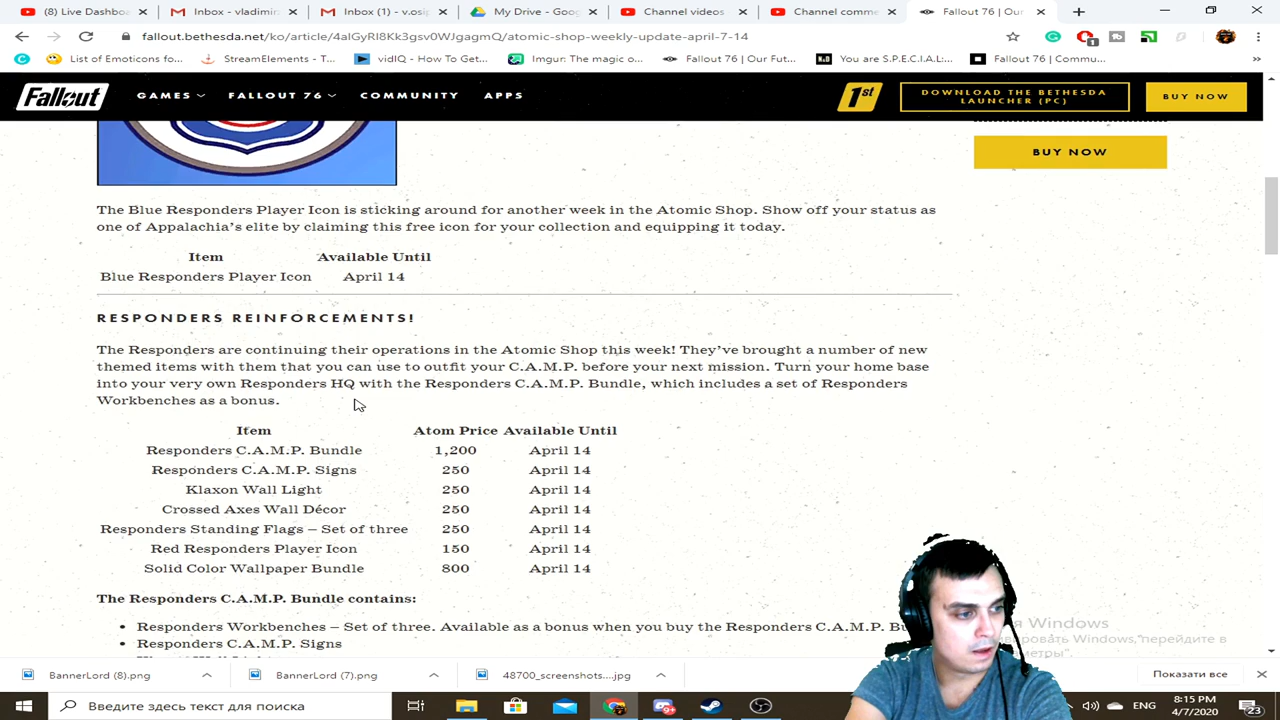 (8) Live Dashboa
Inbox - vladimir
Inbox (1) - v.osip
My Drive - Goog
Channel videos
Channel comme
Fallout 76 | Our
fallout.bethesda.net/ko/article/4alGyRl8Kk3gsv0WJgagmQ/atomic-shop-weekly-update-april-7-14
List of Emoticons fo...
StreamElements - T...
vidIQ - How To Get...
Imgur: The magic o...
Fallout 76 | Our Fut...
You are S.P.E.C.I.A.L:...
Fallout 76 | Commu...
Fallout
GAMES
FALLOUT 76
COMMUNITY
APPS
1st
DOWNLOAD THE BETHESDA
LAUNCHER (PC)
BUY NOW
BUY NOW
The Blue Responders Player Icon is sticking around for another week in the Atomic Shop. Show off your status as
one of Appalachia's elite by claiming this free icon for your collection and equipping it today.
Item Available Until
Blue Responders Player Icon April 14
RESPONDERS REINFORCEMENTS!
The Responders are continuing their operations in the Atomic Shop this week! They've brought a number of new
themed items with them that you can use to outfit your C.A.M.P. before your next mission. Turn your home base
into your very own Responders HQ with the Responders C.A.M.P. Bundle, which includes a set of Responders
Workbenches as a bonus.
Item Atom Price Available Until
Responders C.A.M.P. Bundle 1,200 April 14
Responders C.A.M.P. Signs 250 April 14
Klaxon Wall Light 250 April 14
Crossed Axes Wall Décor 250 April 14
Responders Standing Flags – Set of three 250 April 14
Red Responders Player Icon 150 April 14
Solid Color Wallpaper Bundle 800 April 14
The Responders C.A.M.P. Bundle contains:
• Responders Workbenches – Set of three. Available as a bonus when you buy the Responders C.A.M.P. Bu
• Responders C.A.M.P. Signs
Windows
Windows, перейдите в
BannerLord (8).png
BannerLord (7).png
48700_screenshots....jpg
Показати все
Введите здесь текст для поиска
ENG
8:15 PM
4/7/2020
23